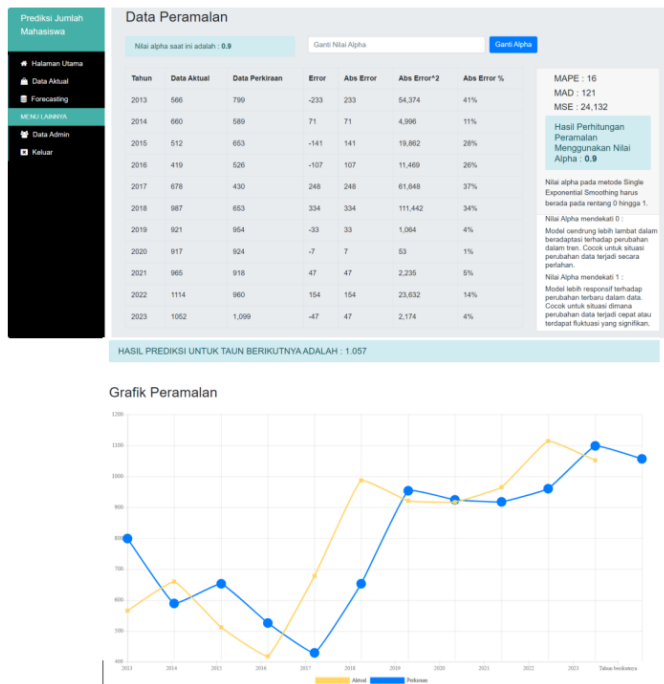 Prediksi Jumlah
Mahasiswa
Halaman Utama
Data Aktual
Forecasting
MENU LAINNYA
Data Admin
Keluar
Data Peramalan
Nilai alpha saat ini adalah : 0.9
Ganti Nilai Alpha
Ganti Alpha
Tahun Data Aktual Data Perkiraan Error Abs Error Abs Error^2 Abs Error %
2013 566 799 -233 233 54,374 41%
2014 660 589 71 71 4,996 11%
2015 512 653 -141 141 19,862 28%
2016 419 526 -107 107 11,469 26%
2017 678 430 248 248 61,648 37%
2018 987 653 334 334 111,442 34%
2019 921 954 -33 33 1,064 4%
2020 917 924 -7 7 53 1%
2021 965 918 47 47 2,235 5%
2022 1114 960 154 154 23,632 14%
2023 1052 1,099 -47 47 2,174 4%
MAPE : 16
MAD : 121
MSE : 24,132
Hasil Perhitungan
Peramalan
Menggunakan Nilai
Alpha : 0.9
Nilai alpha pada metode Single
Exponential Smoothing harus
berada pada rentang 0 hingga 1.
Nilai Alpha mendekati 0 :
Model cendrung lebih lambat dalam
beradaptasi terhadap perubahan
dalam tren. Cocok untuk situasi
perubahan data terjadi secara
perlahan.
Nilai Alpha mendekati 1 :
Model lebih responsif terhadap
perubahan terbaru dalam data.
Cocok untuk situasi dimana
perubahan data terjadi cepat atau
terdapat fluktuasi yang signifikan.
HASIL PREDIKSI UNTUK TAUN BERIKUTNYA ADALAH : 1.057
Grafik Peramalan
1200
1100
1000
900
800
700
600
500
400
2013 2014 2015 2016 2017 2018 2019 2020 2021 2022 2023 Tahun berikutnya
Aktual Perkiraan